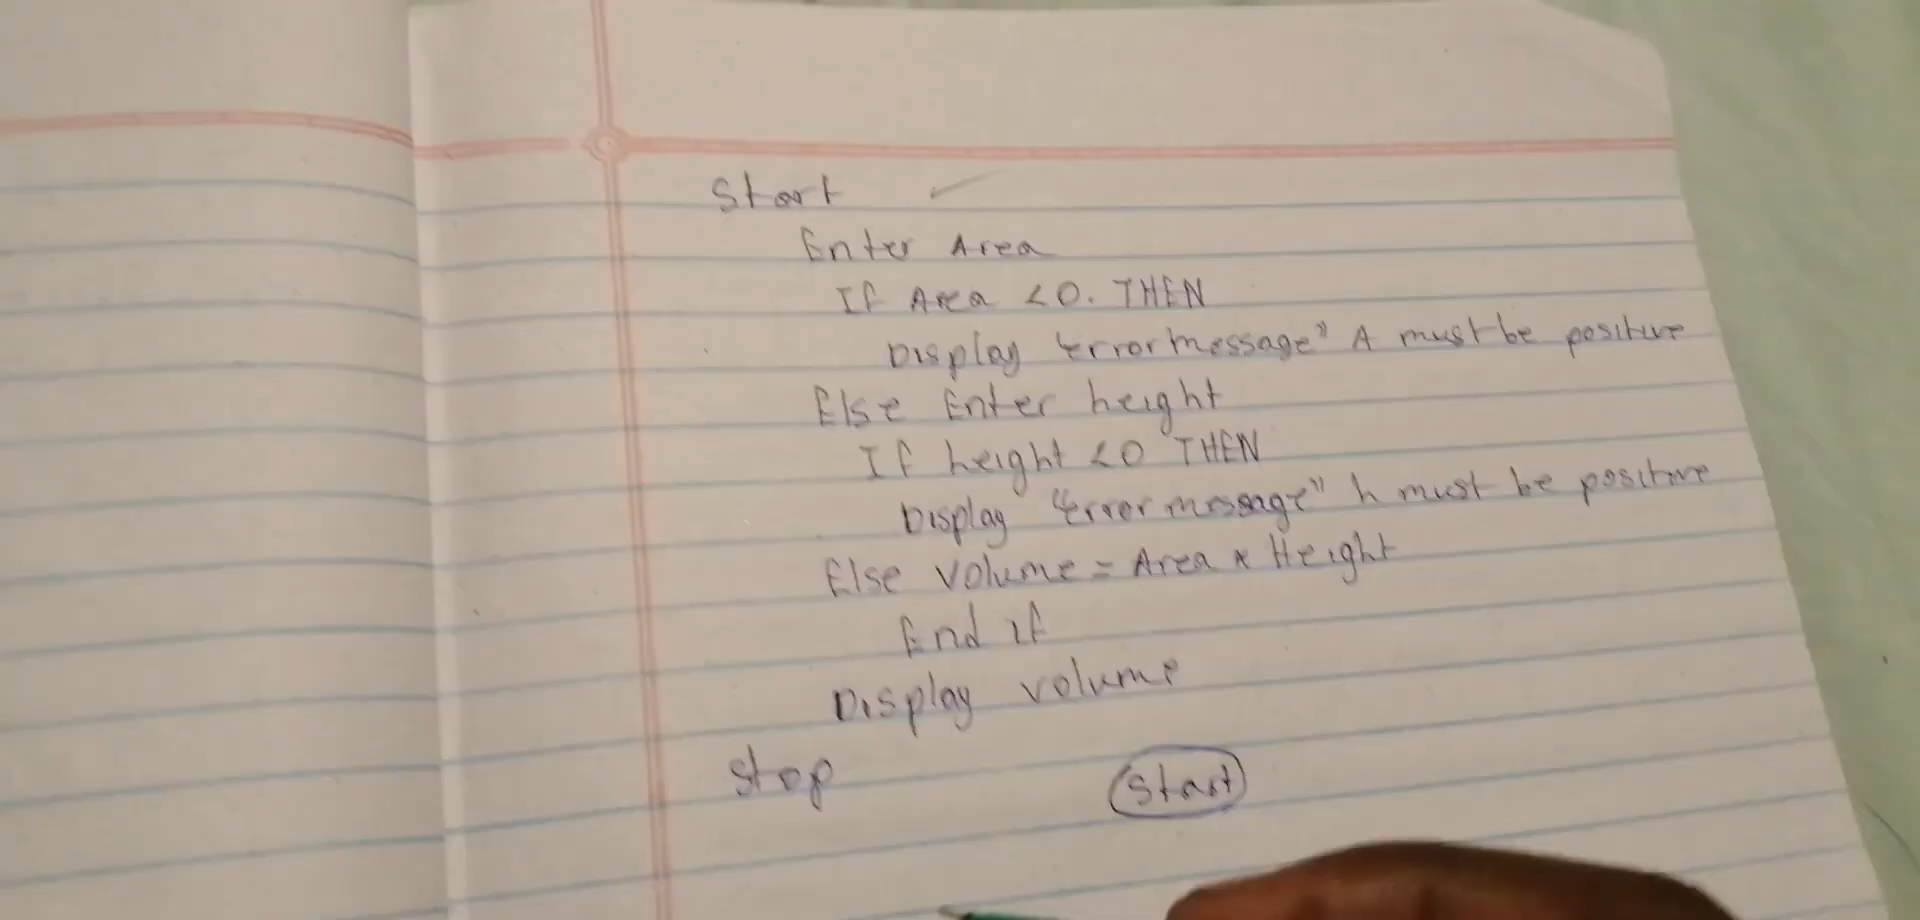 Start
Enter Area
If Area <0. THEN
Display "Error message" A must be positive
Else Enter height
If height <0 THEN
Display "Error message" h must be positive
Else volume = Area * Height
End if
Display volume
Stop
Start